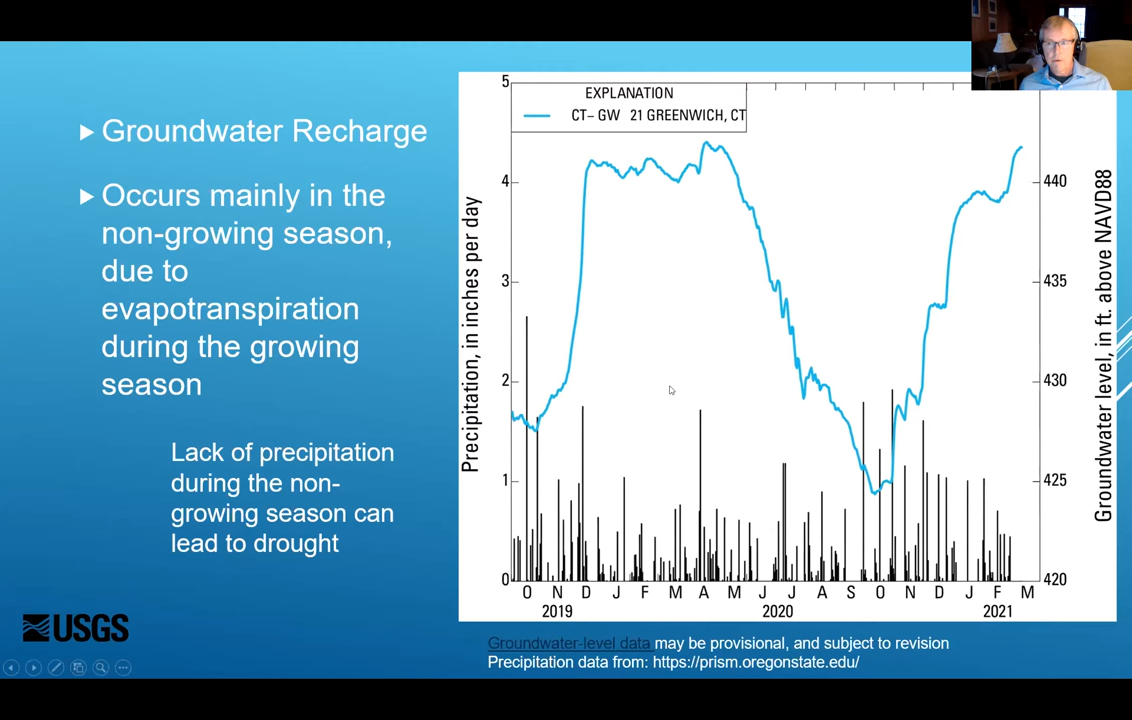 Groundwater Recharge
Occurs mainly in the
non-growing season,
due to
evapotranspiration
during the growing
season
Lack of precipitation
during the non-
growing season can
lead to drought
USGS
EXPLANATION
CT– GW 21 GREENWICH, CT
Precipitation, in inches per day
5
4
3
2
1
0
440
435
430
425
420
Groundwater level, in ft. above NAVD88
O N D J F M A M J J A S O N D J F M
2019 2020 2021
Groundwater-level data may be provisional, and subject to revision
Precipitation data from: https://prism.oregonstate.edu/